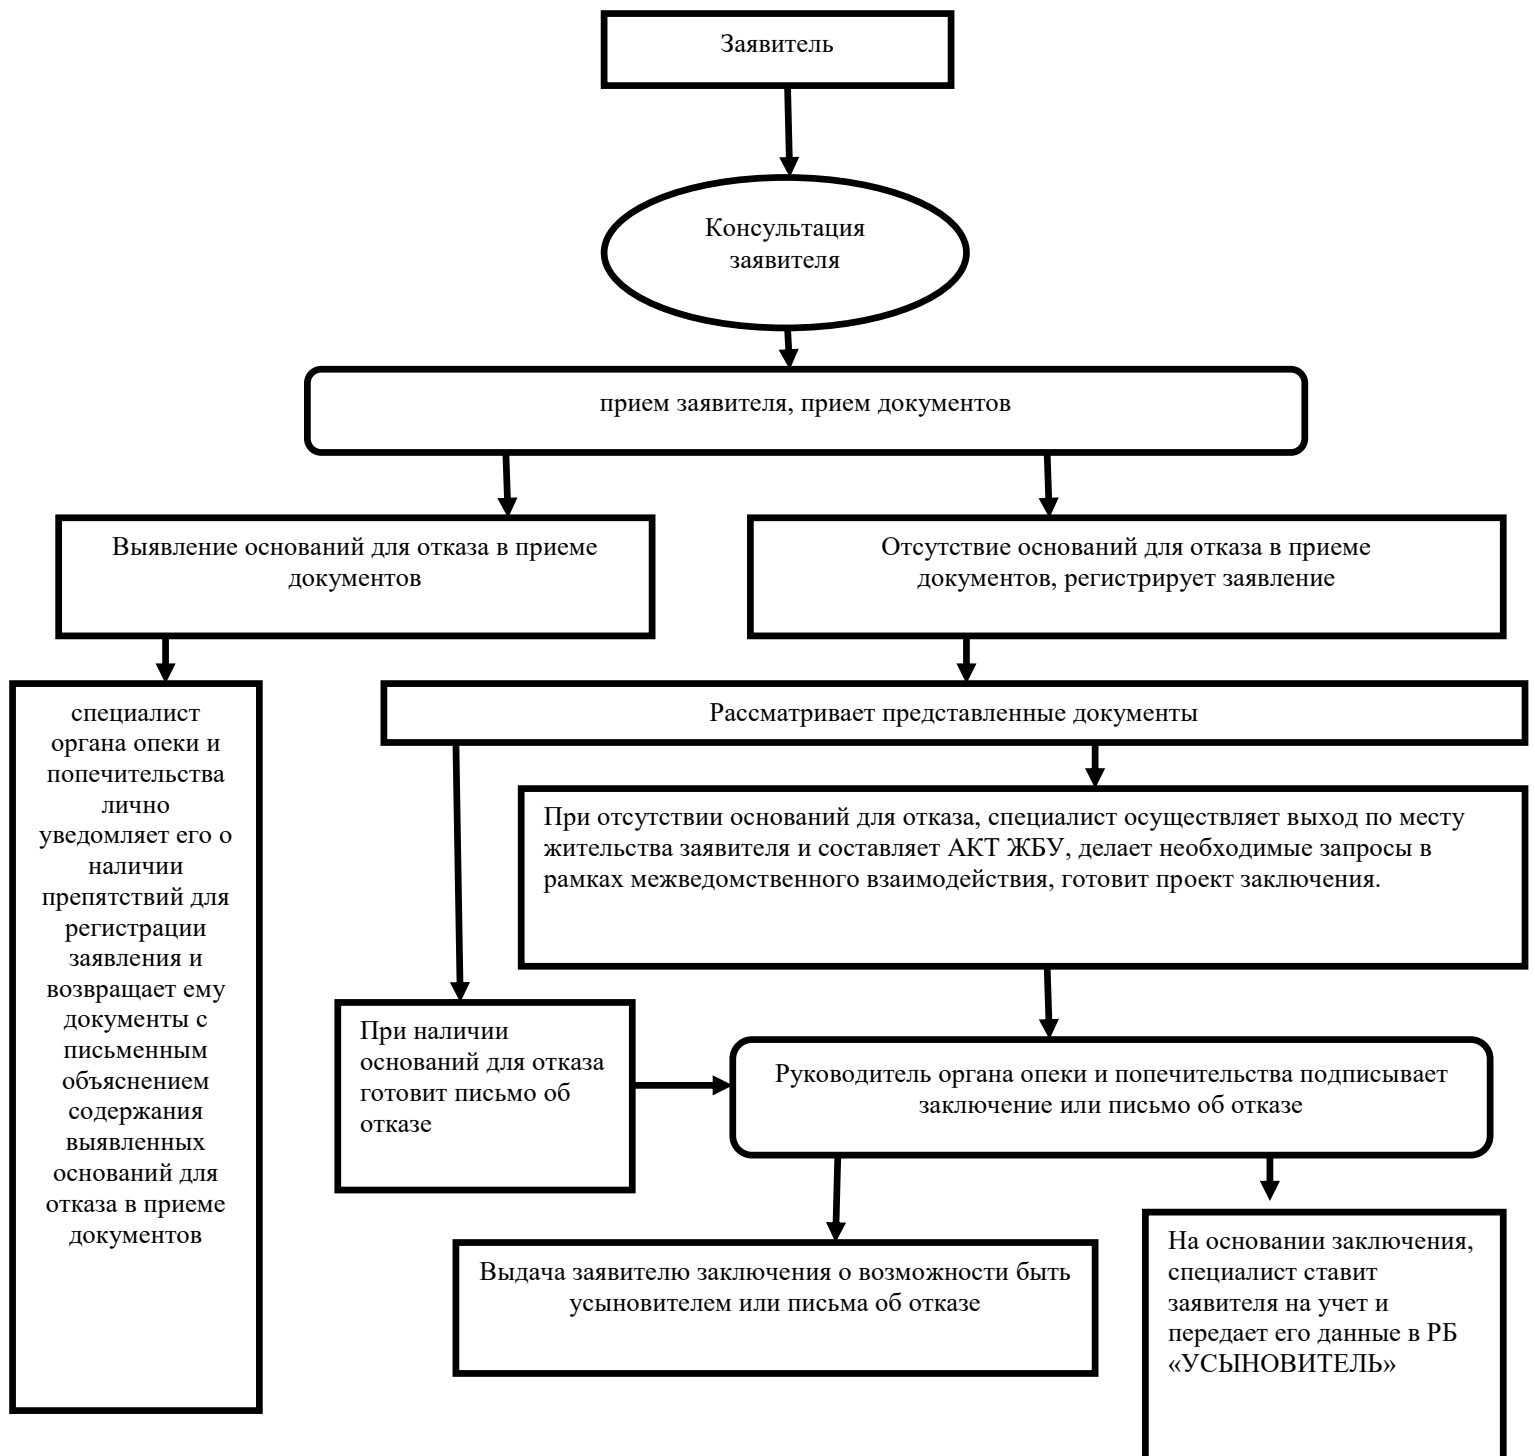 Заявитель
Консультация
заявителя
прием заявителя, прием документов
Выявление оснований для отказа в приеме
документов
Отсутствие оснований для отказа в приеме
документов, регистрирует заявление
специалист
органа опеки и
попечительства
лично
уведомляет его о
наличии
препятствий для
регистрации
заявления и
возвращает ему
документы с
письменным
объяснением
содержания
выявленных
оснований для
отказа в приеме
документов
Рассматривает представленные документы
При отсутствии оснований для отказа, специалист осуществляет выход по месту
жительства заявителя и составляет АКТ ЖБУ, делает необходимые запросы в
рамках межведомственного взаимодействия, готовит проект заключения.
При наличии
оснований для отказа
готовит письмо об
отказе
Руководитель органа опеки и попечительства подписывает
заключение или письмо об отказе
Выдача заявителю заключения о возможности быть
усыновителем или письма об отказе
На основании заключения,
специалист ставит
заявителя на учет и
передает его данные в РБ
«УСЫНОВИТЕЛЬ»